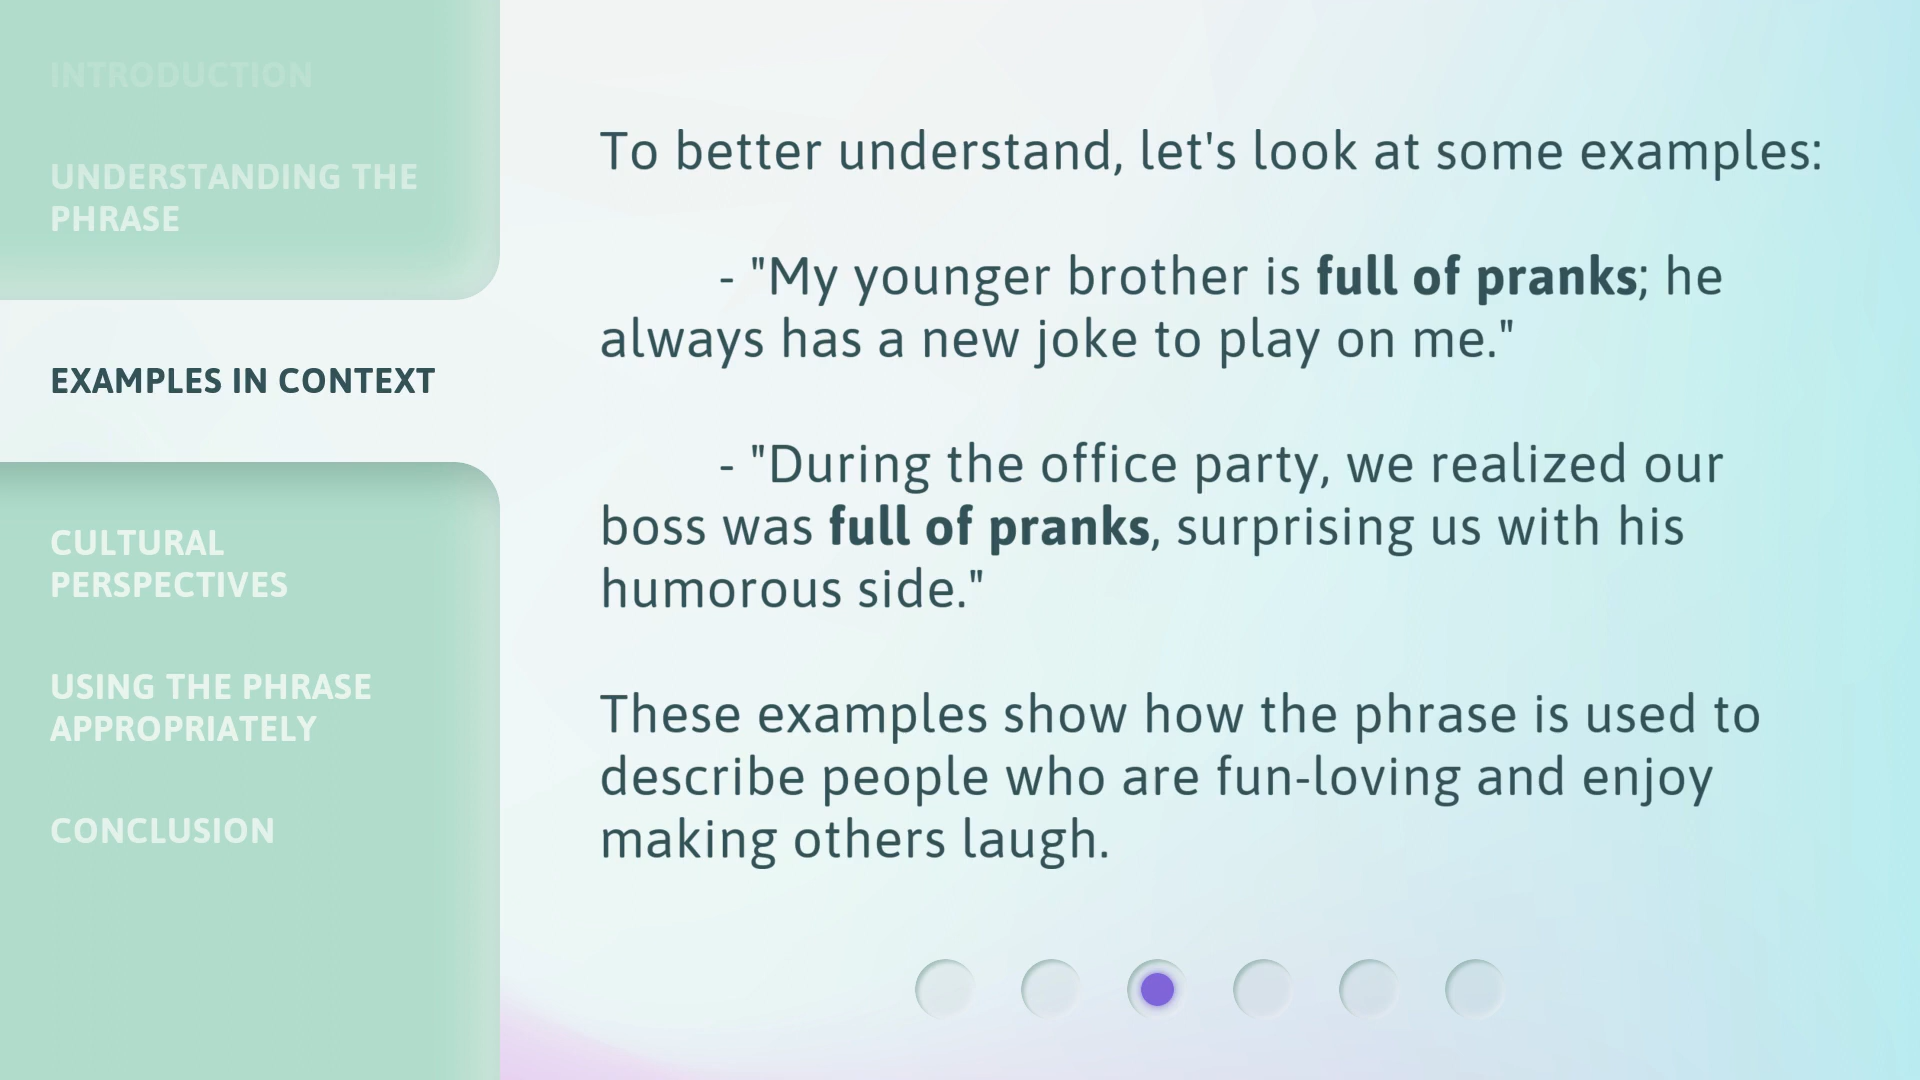 INTRODUCTION
UNDERSTANDING THE
PHRASE
EXAMPLES IN CONTEXT
CULTURAL
PERSPECTIVES
USING THE PHRASE
APPROPRIATELY
CONCLUSION
To better understand, let's look at some examples:
- "My younger brother is full of pranks; he
always has a new joke to play on me."
- "During the office party, we realized our
boss was full of pranks, surprising us with his
humorous side."
These examples show how the phrase is used to
describe people who are fun-loving and enjoy
making others laugh.